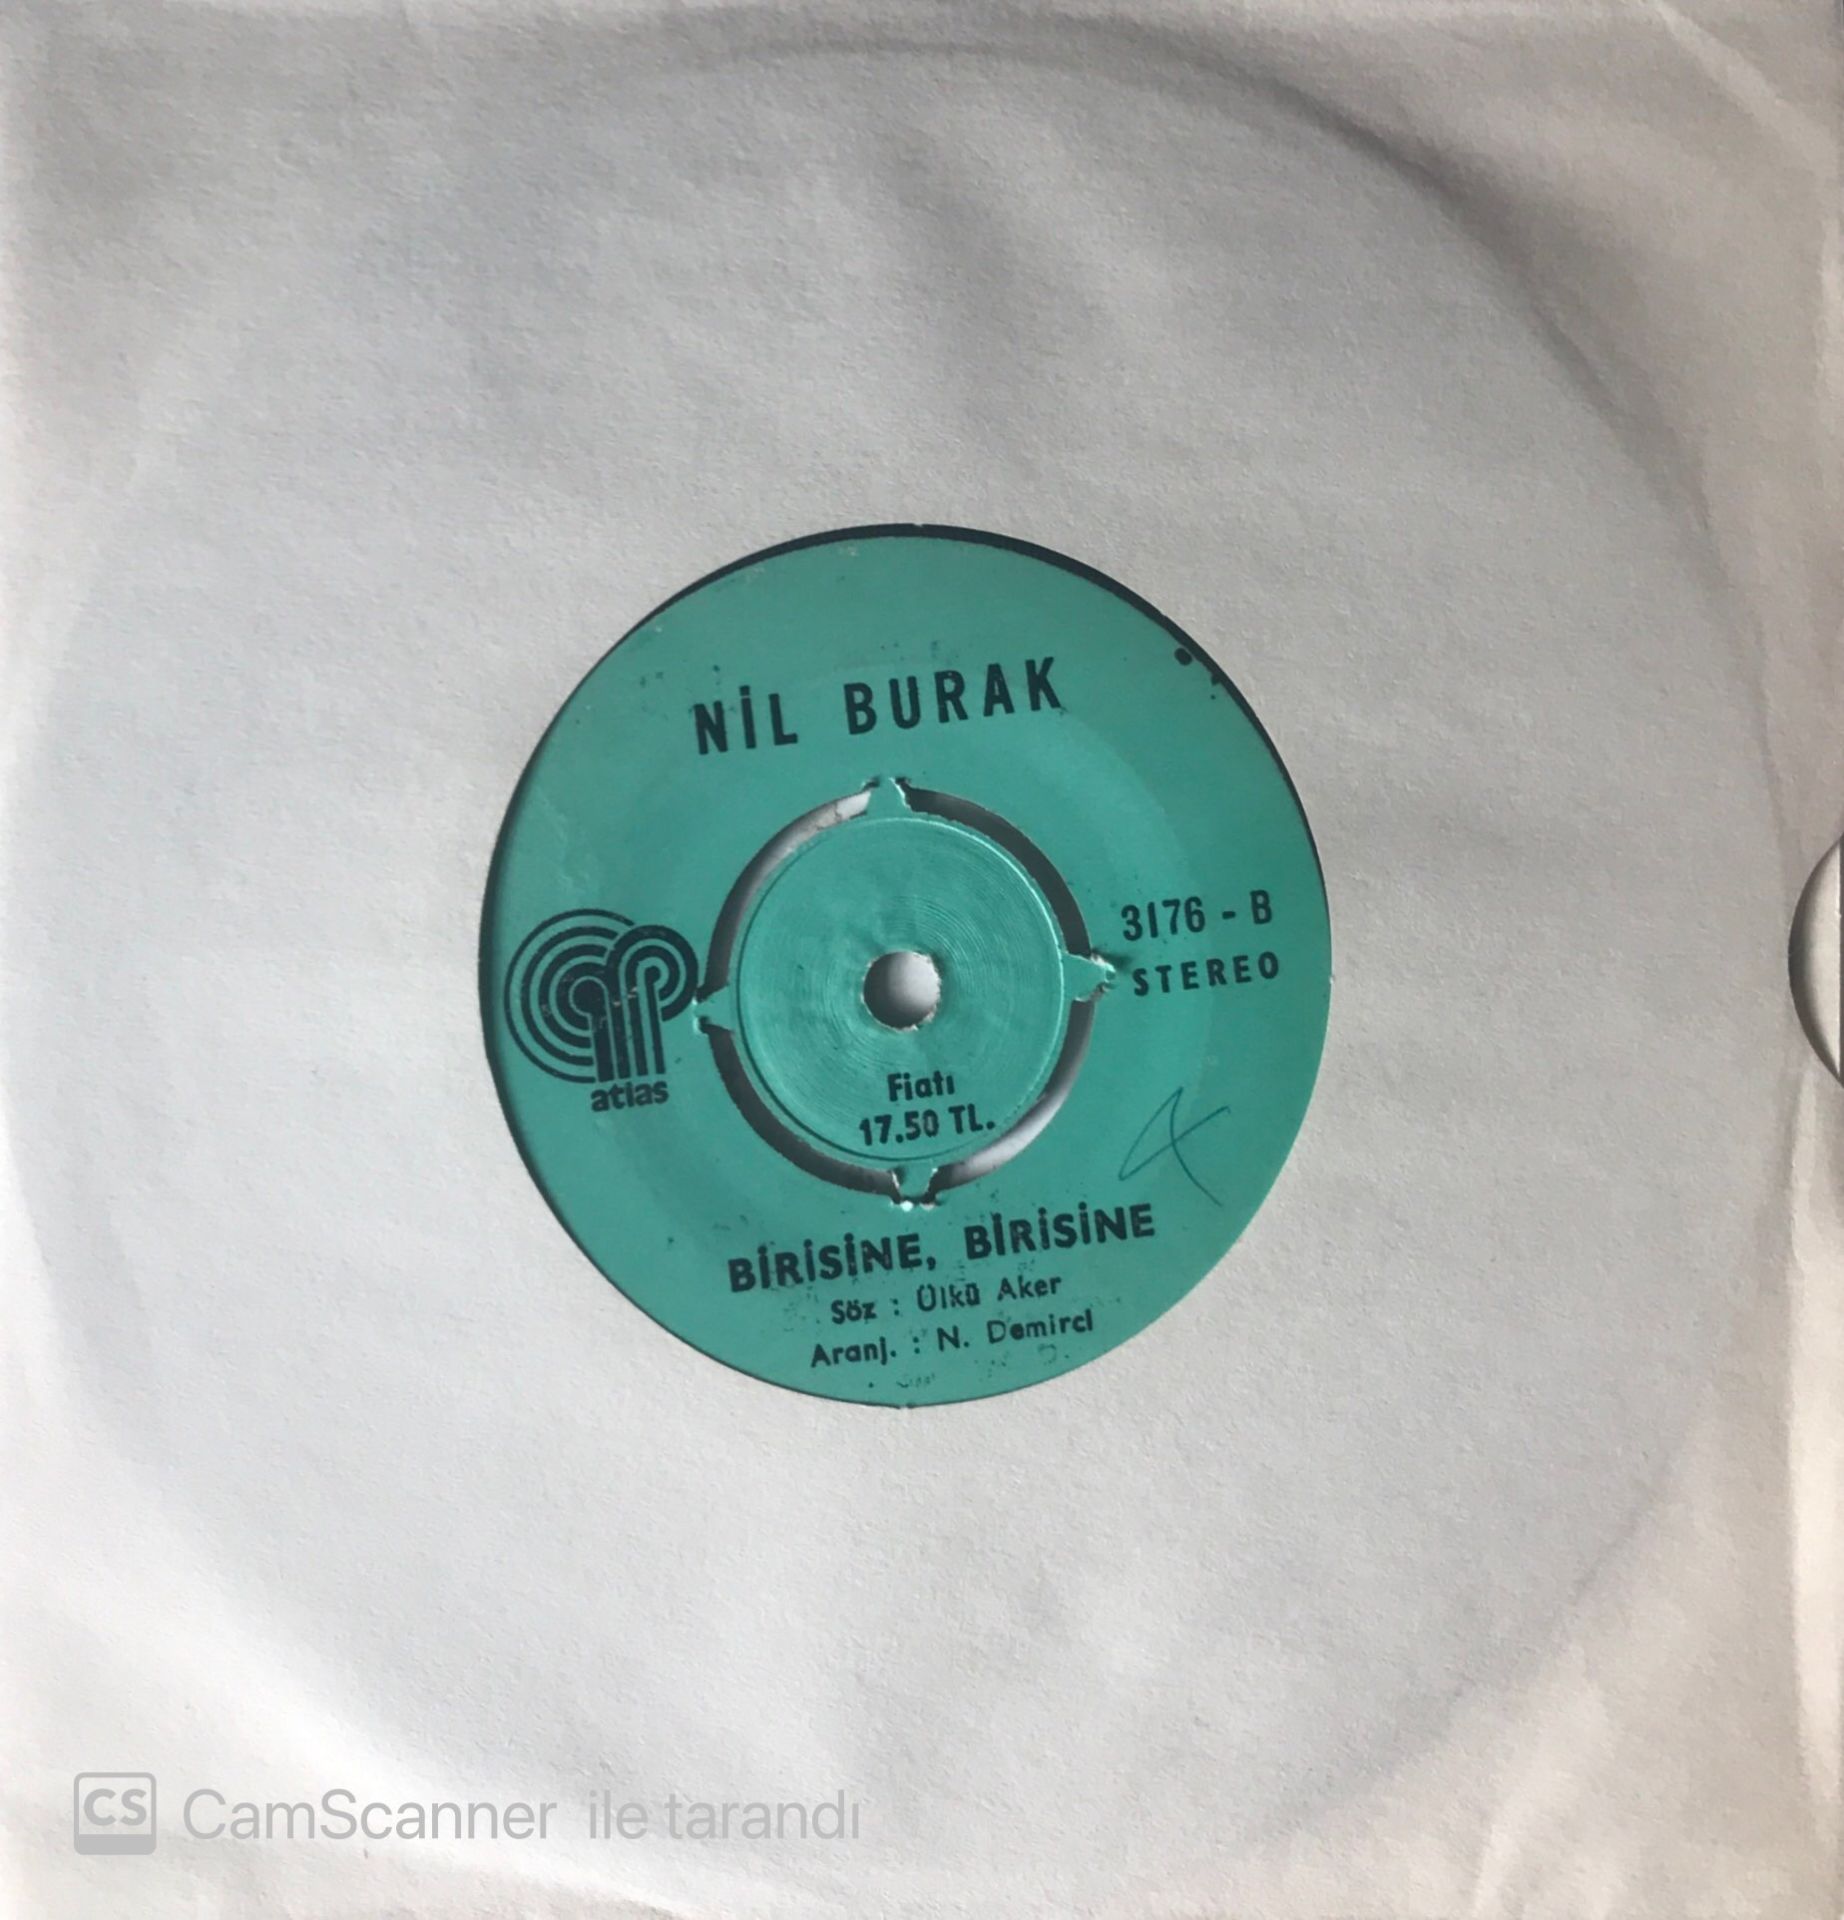 NİL BURAK
3176 - B
STEREO
atlas
Fiatı
17.50 TL.
BİRİSİNE, BİRİSİNE
Söz : Ülkü Aker
Aranj. : N. Demirci
CS CamScanner ile tarandı